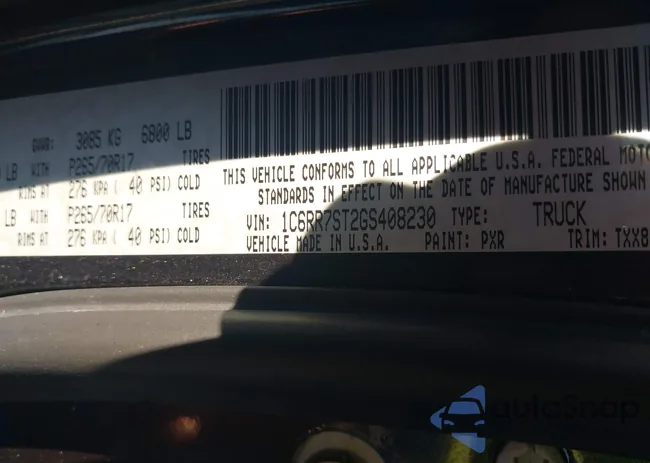 GVWR: 3085 KG 6800 LB
LB WITH P265/70R17 TIRES
RIMS AT 276 KPA ( 40 PSI) COLD
LB WITH P265/70R17 TIRES
RIMS AT 276 KPA ( 40 PSI) COLD
THIS VEHICLE CONFORMS TO ALL APPLICABLE U.S.A. FEDERAL MOTO
STANDARDS IN EFFECT ON THE DATE OF MANUFACTURE SHOWN
VIN: 1C6RR7ST2GS408230 TYPE: TRUCK
VEHICLE MADE IN U.S.A. PAINT: PXR TRIM: TXX8
autoSnap